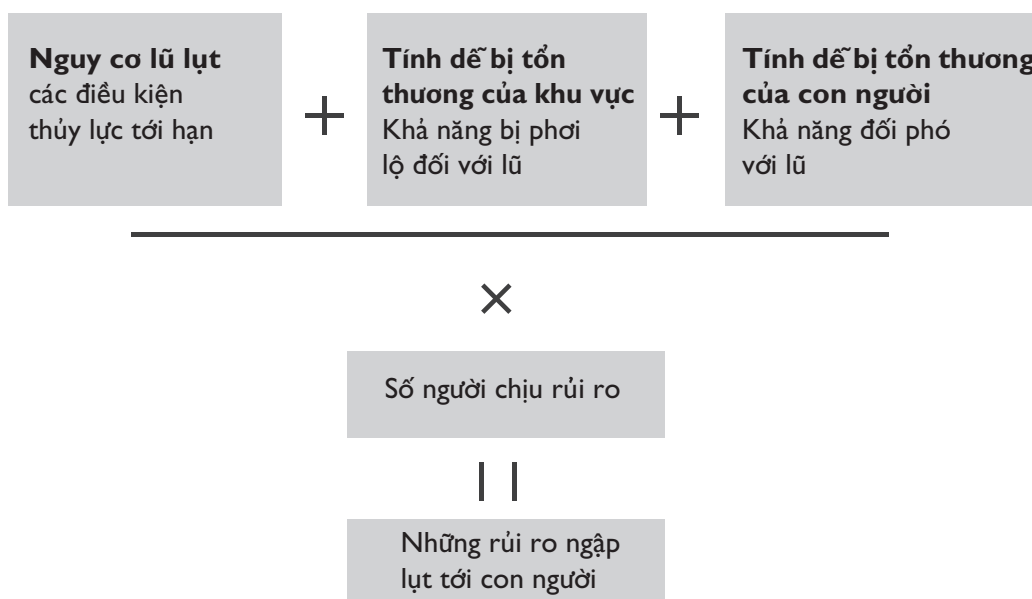 Nguy cơ lũ lụt
các điều kiện
thủy lực tới hạn
+
Tính dễ bị tổn
thương của khu vực
Khả năng bị phơi
lộ đối với lũ
+
Tính dễ bị tổn thương
của con người
Khả năng đối phó
với lũ
×
Số người chịu rủi ro
Những rủi ro ngập
lụt tới con người